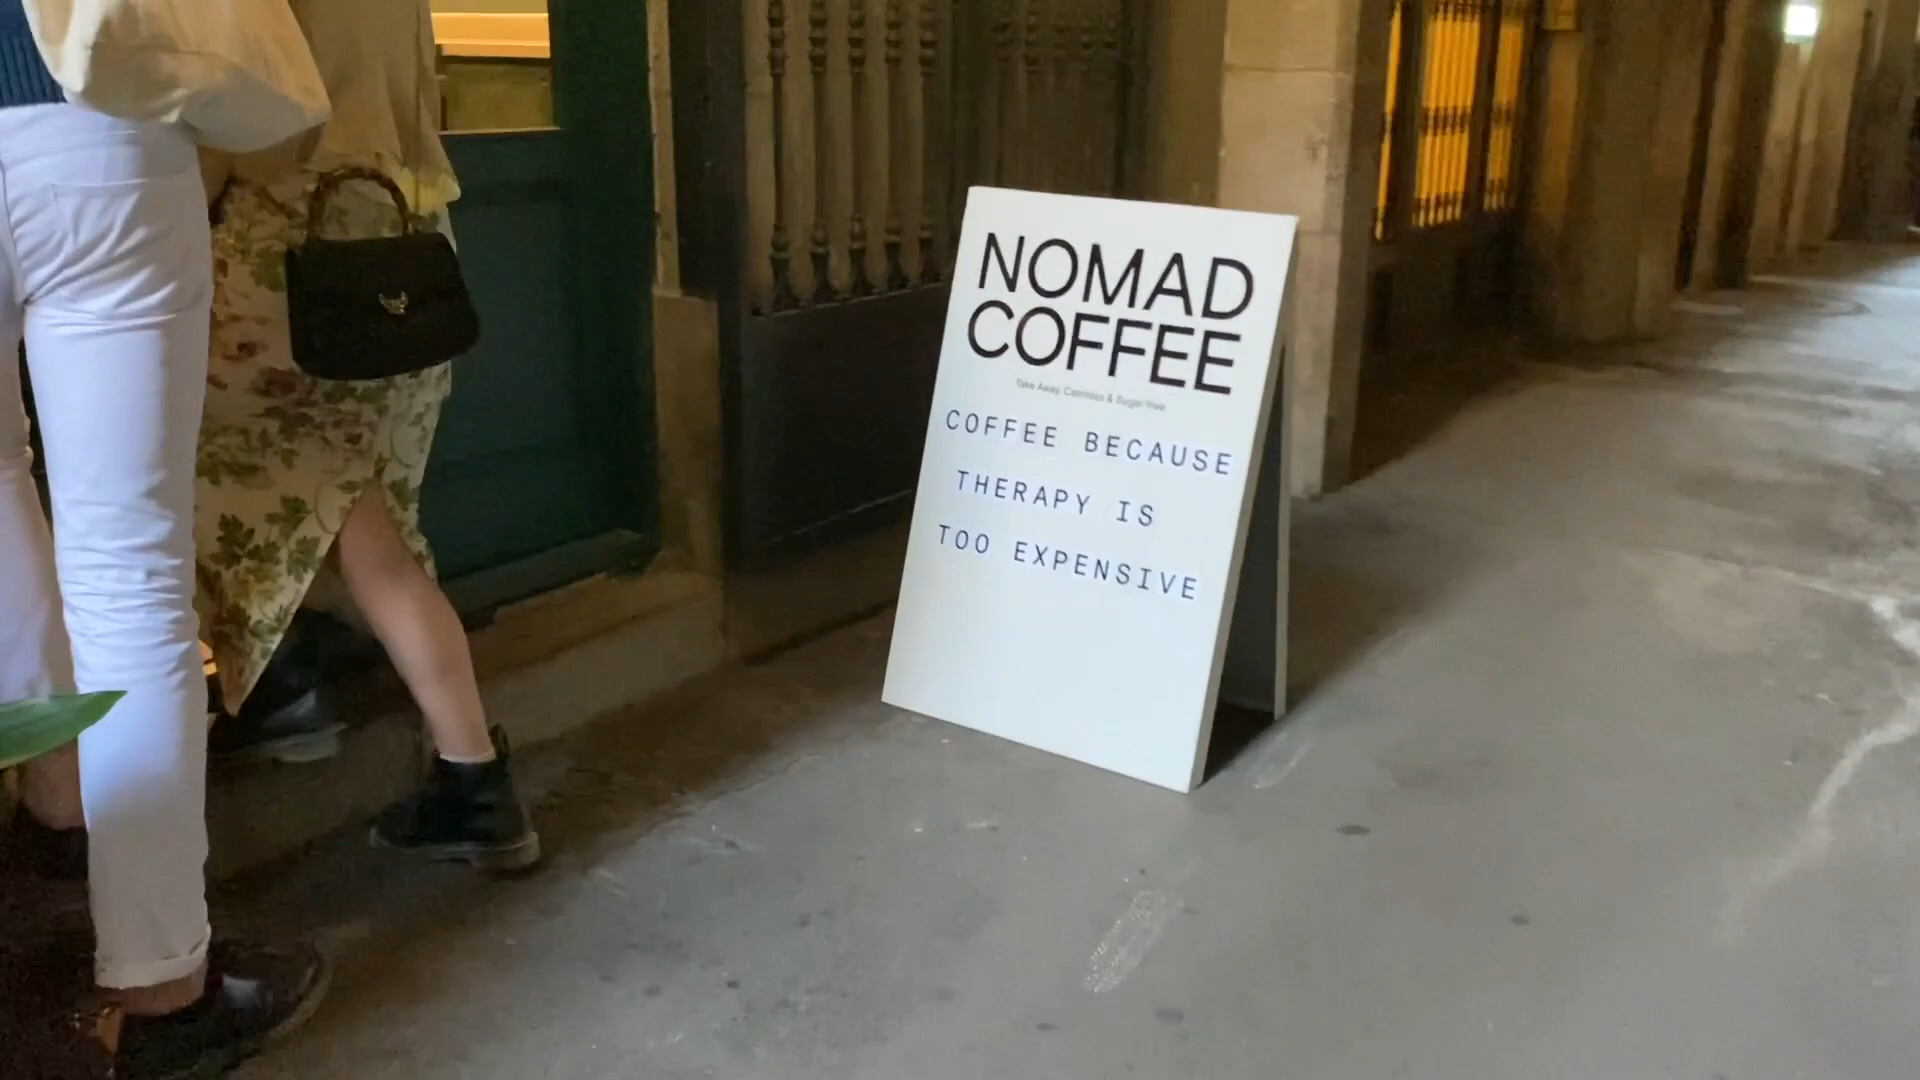 NOMAD
COFFEE
Take Away, Cashless & Sugar-free
COFFEE BECAUSE
THERAPY IS
TOO EXPENSIVE